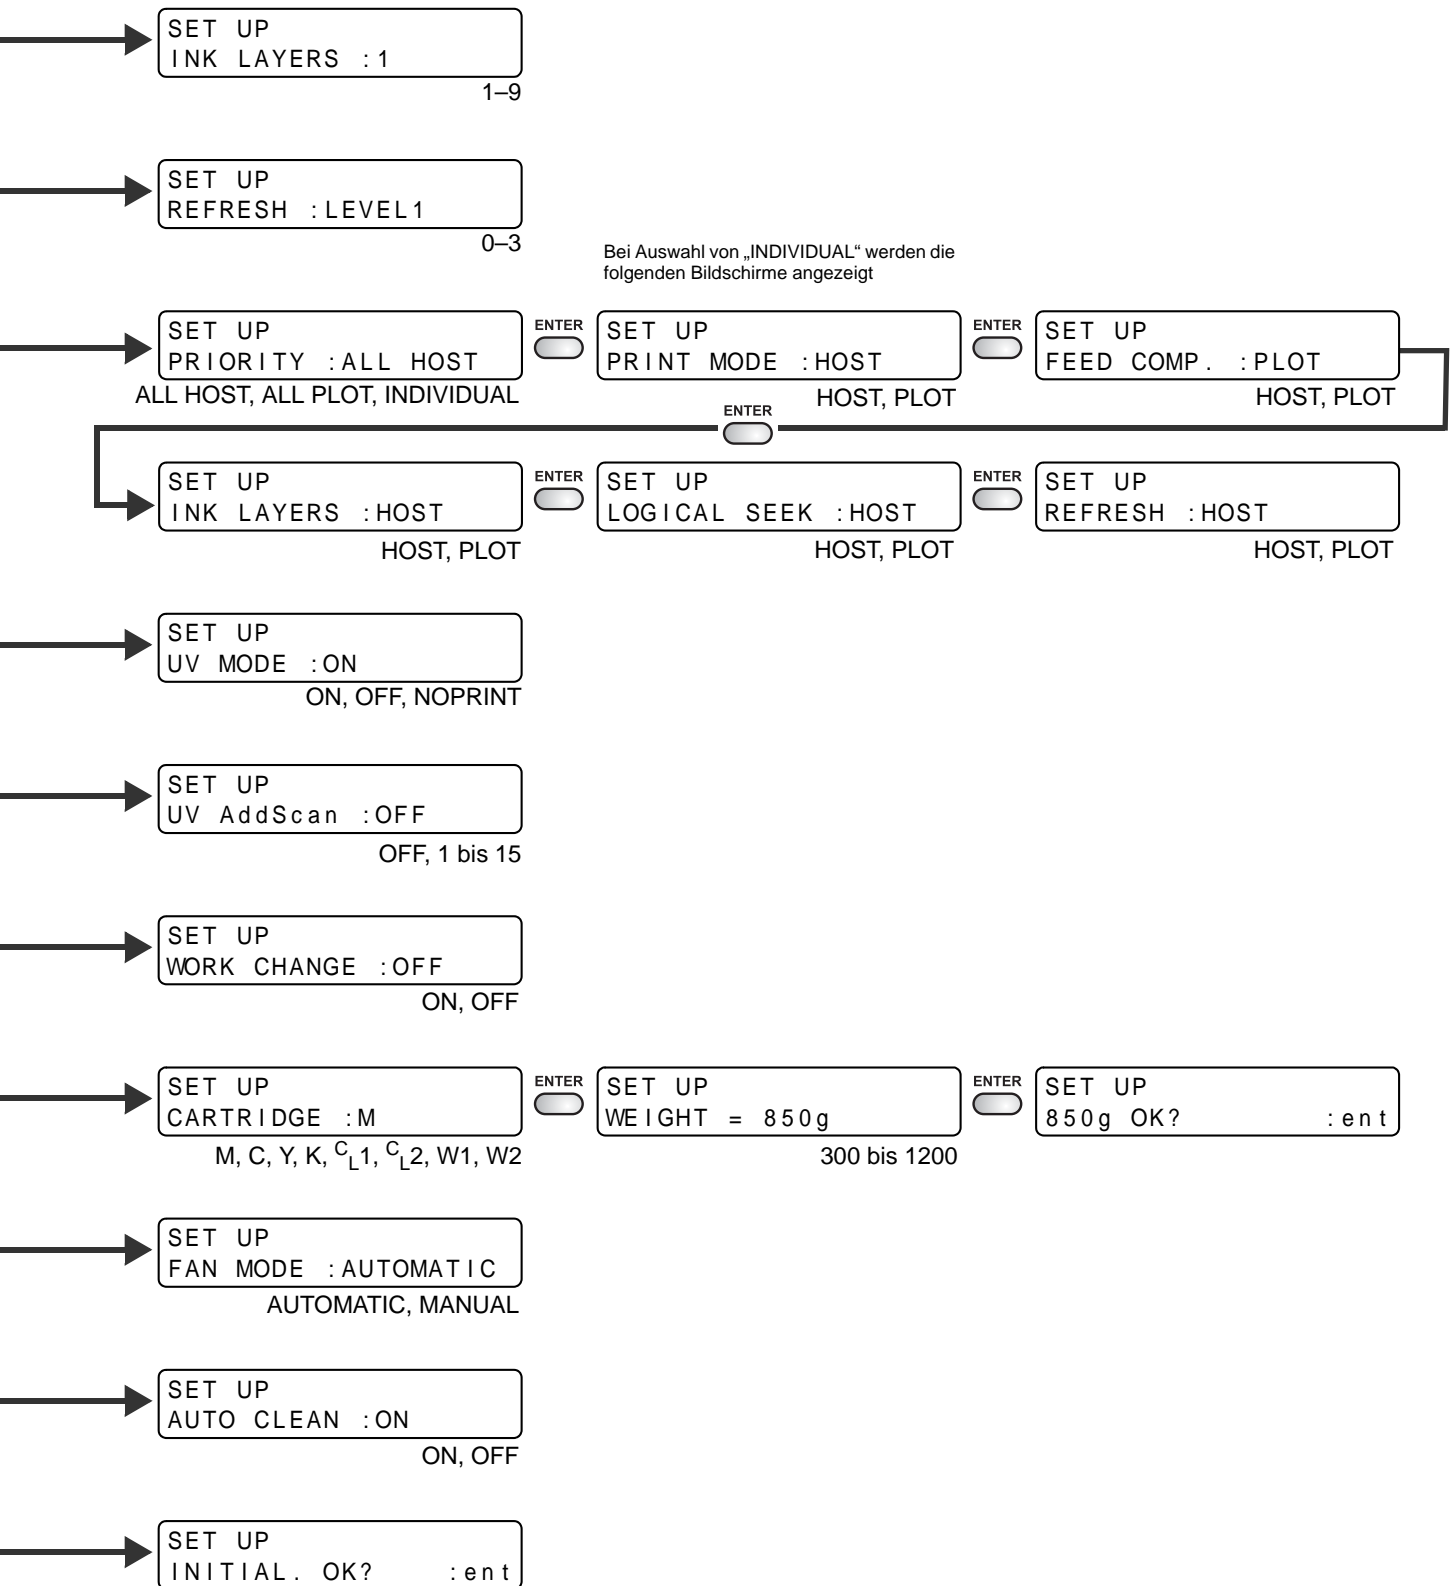 SET UP
INK LAYERS :1
1–9
SET UP
REFRESH :LEVEL1
0–3
Bei Auswahl von „INDIVIDUAL“ werden die
folgenden Bildschirme angezeigt
SET UP
PRIORITY :ALL HOST
ALL HOST, ALL PLOT, INDIVIDUAL
ENTER
SET UP
PRINT MODE :HOST
HOST, PLOT
ENTER
SET UP
FEED COMP. :PLOT
HOST, PLOT
ENTER
SET UP
INK LAYERS :HOST
HOST, PLOT
ENTER
SET UP
LOGICAL SEEK :HOST
HOST, PLOT
ENTER
SET UP
REFRESH :HOST
HOST, PLOT
SET UP
UV MODE :ON
ON, OFF, NOPRINT
SET UP
UV AddScan :OFF
OFF, 1 bis 15
SET UP
WORK CHANGE :OFF
ON, OFF
SET UP
CARTRIDGE :M
M, C, Y, K, CL1, CL2, W1, W2
ENTER
SET UP
WEIGHT = 850g
300 bis 1200
ENTER
SET UP
850g OK? :ent
SET UP
FAN MODE :AUTOMATIC
AUTOMATIC, MANUAL
SET UP
AUTO CLEAN :ON
ON, OFF
SET UP
INITIAL. OK? :ent